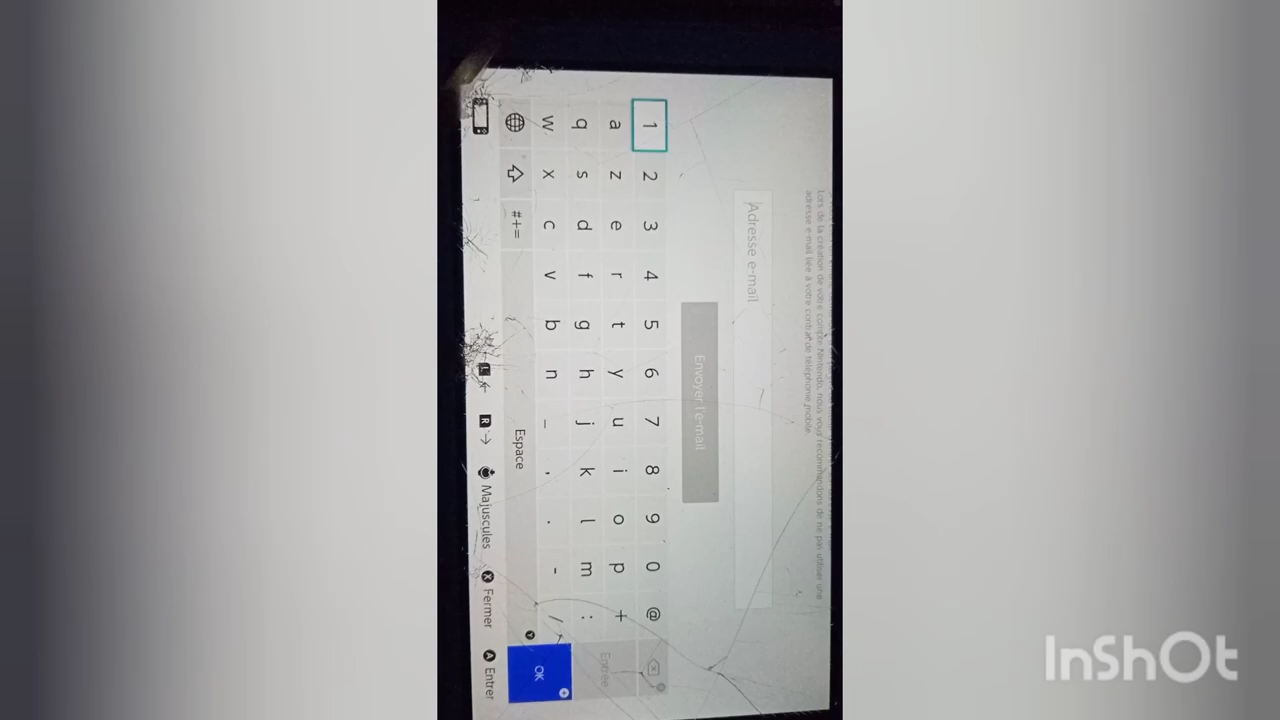 Lors de la création de votre compte Nintendo, nous vous recommandons de ne pas utiliser une
adresse e-mail liée à votre contrat de téléphonie mobile.
Adresse e-mail
Envoyer l'e-mail
1 2 3 4 5 6 7 8 9 0 @
a z e r t y u i o p + Entrée
q s d f g h j k l m :
w x c v b n _ ' . - / OK
#+= Espace
L ← R → Majuscules X Fermer A Entrer
InShOt